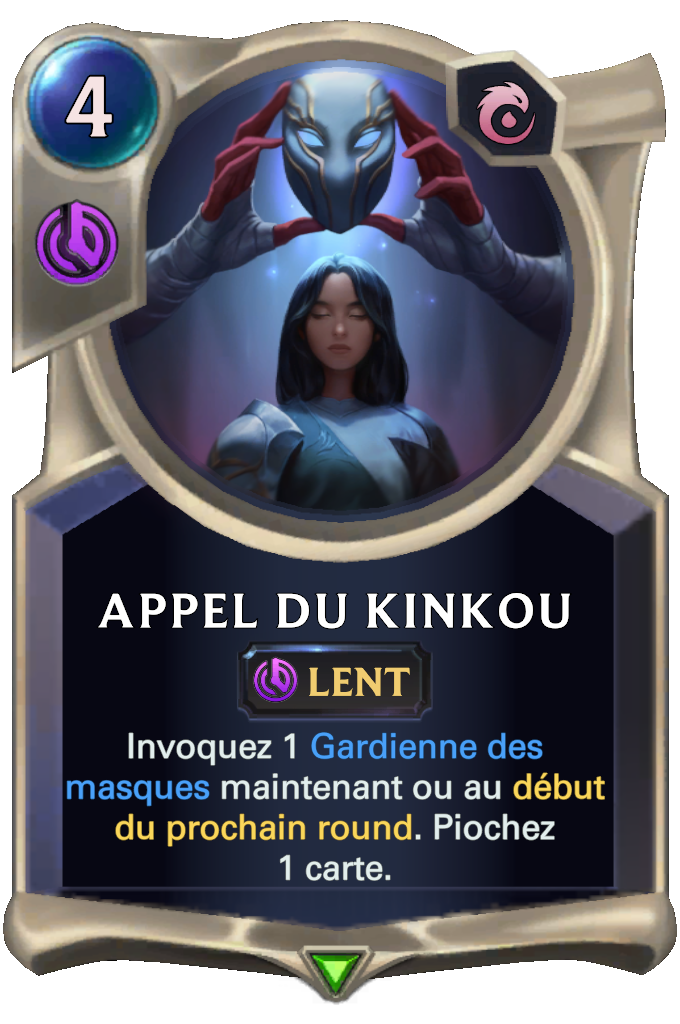 4
APPEL DU KINKOU
LENT
Invoquez 1 Gardienne des
masques maintenant ou au début
du prochain round. Piochez
1 carte.